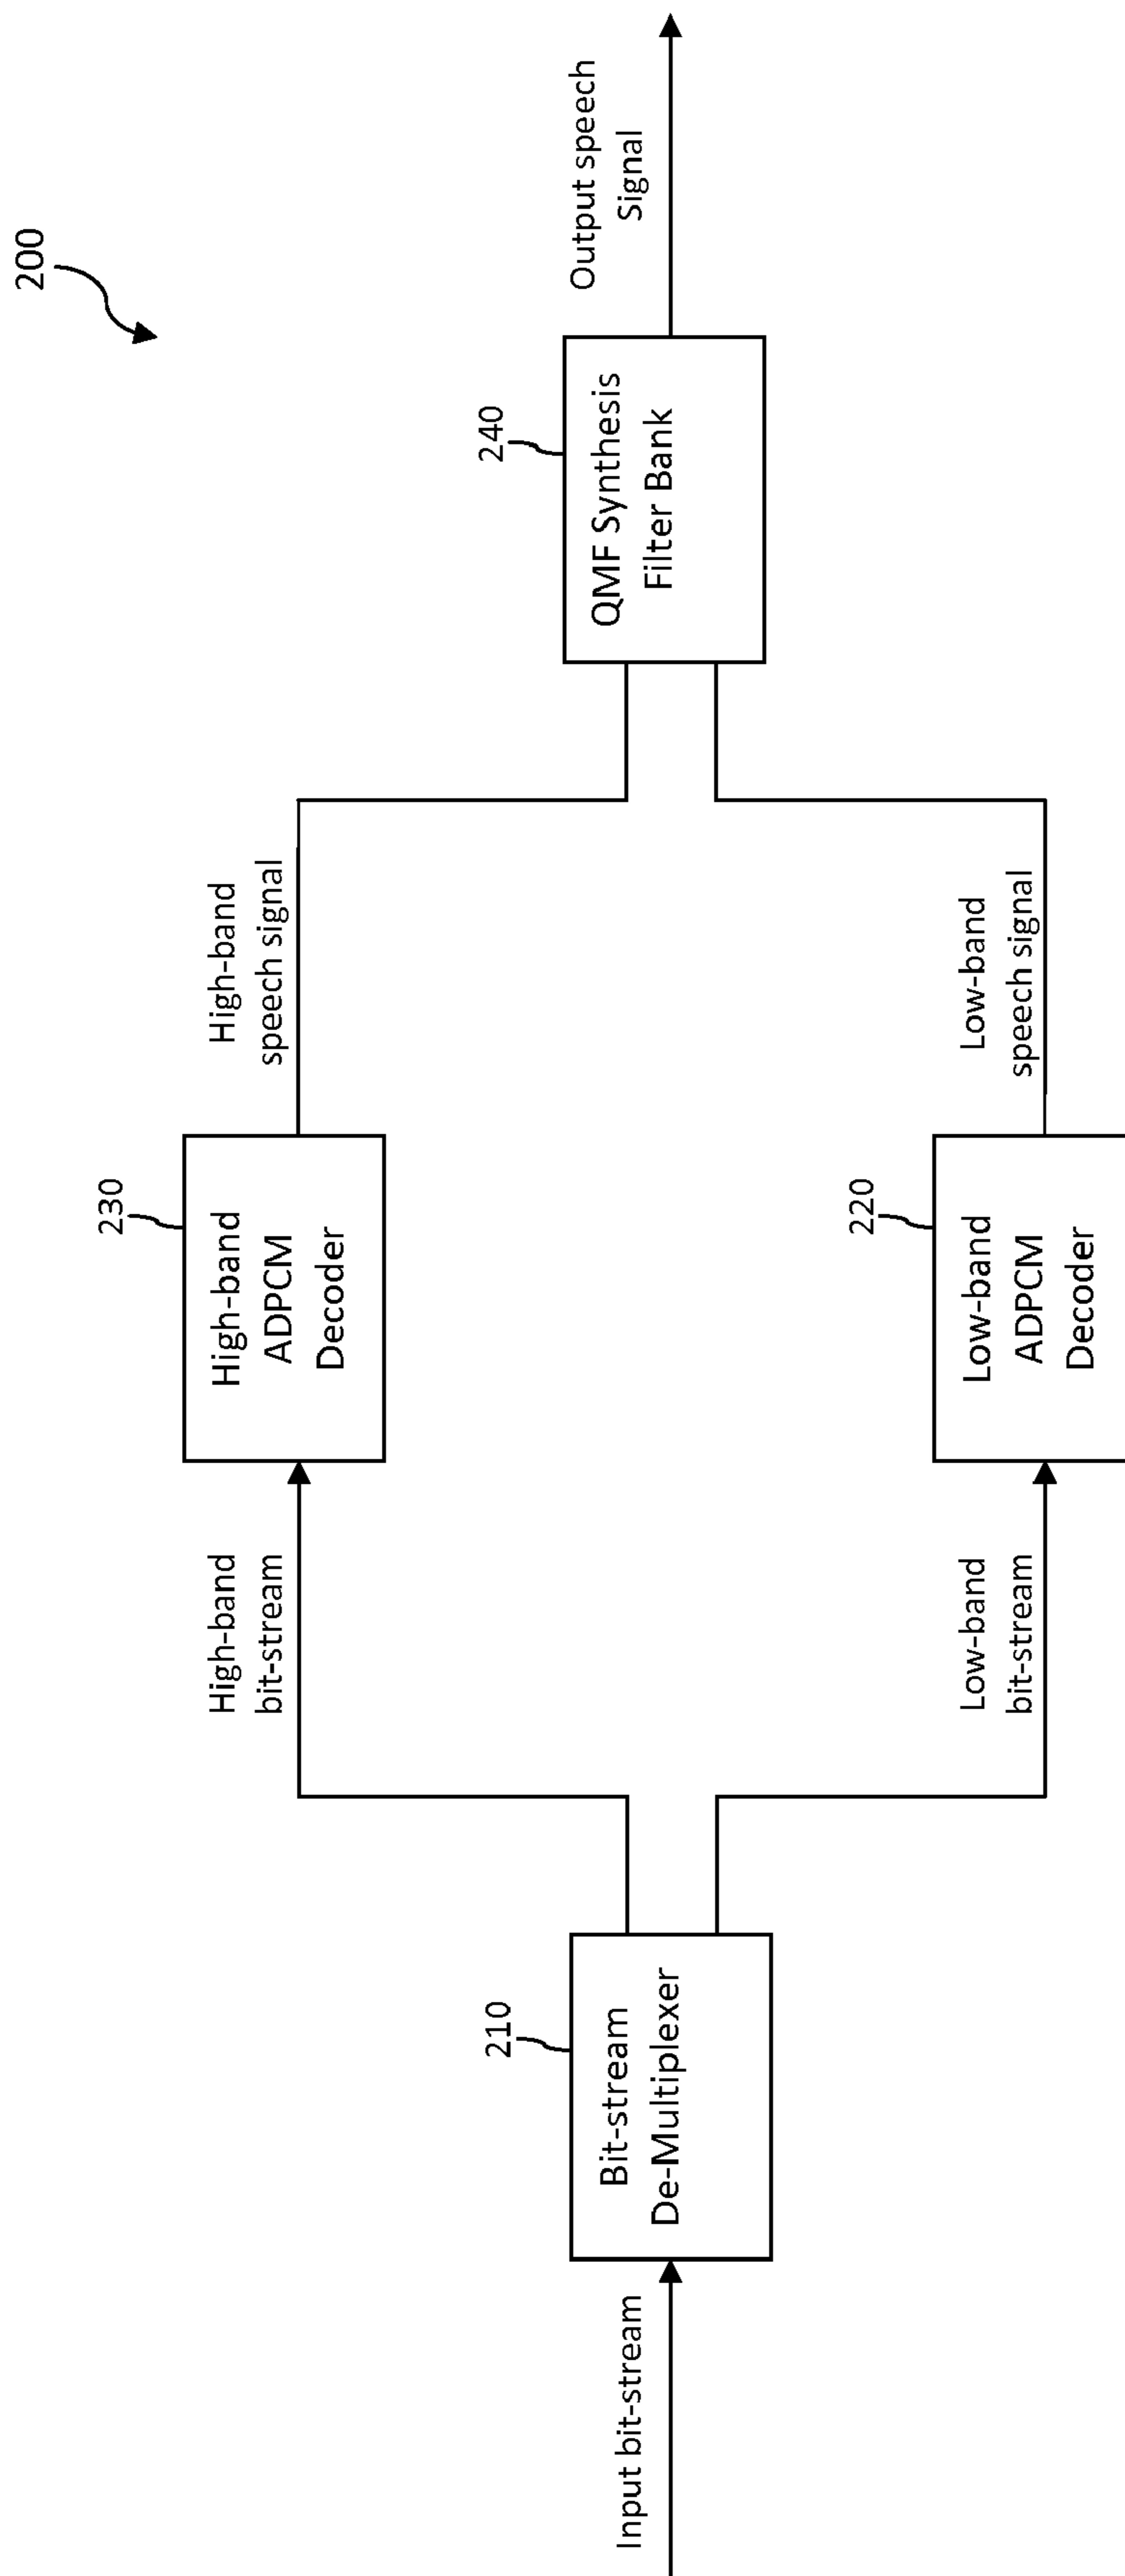 200
Input bit-stream
210
Bit-stream
De-Multiplexer
High-band
bit-stream
230
High-band
ADPCM
Decoder
High-band
speech signal
Low-band
bit-stream
220
Low-band
ADPCM
Decoder
Low-band
speech signal
240
QMF Synthesis
Filter Bank
Output speech
Signal